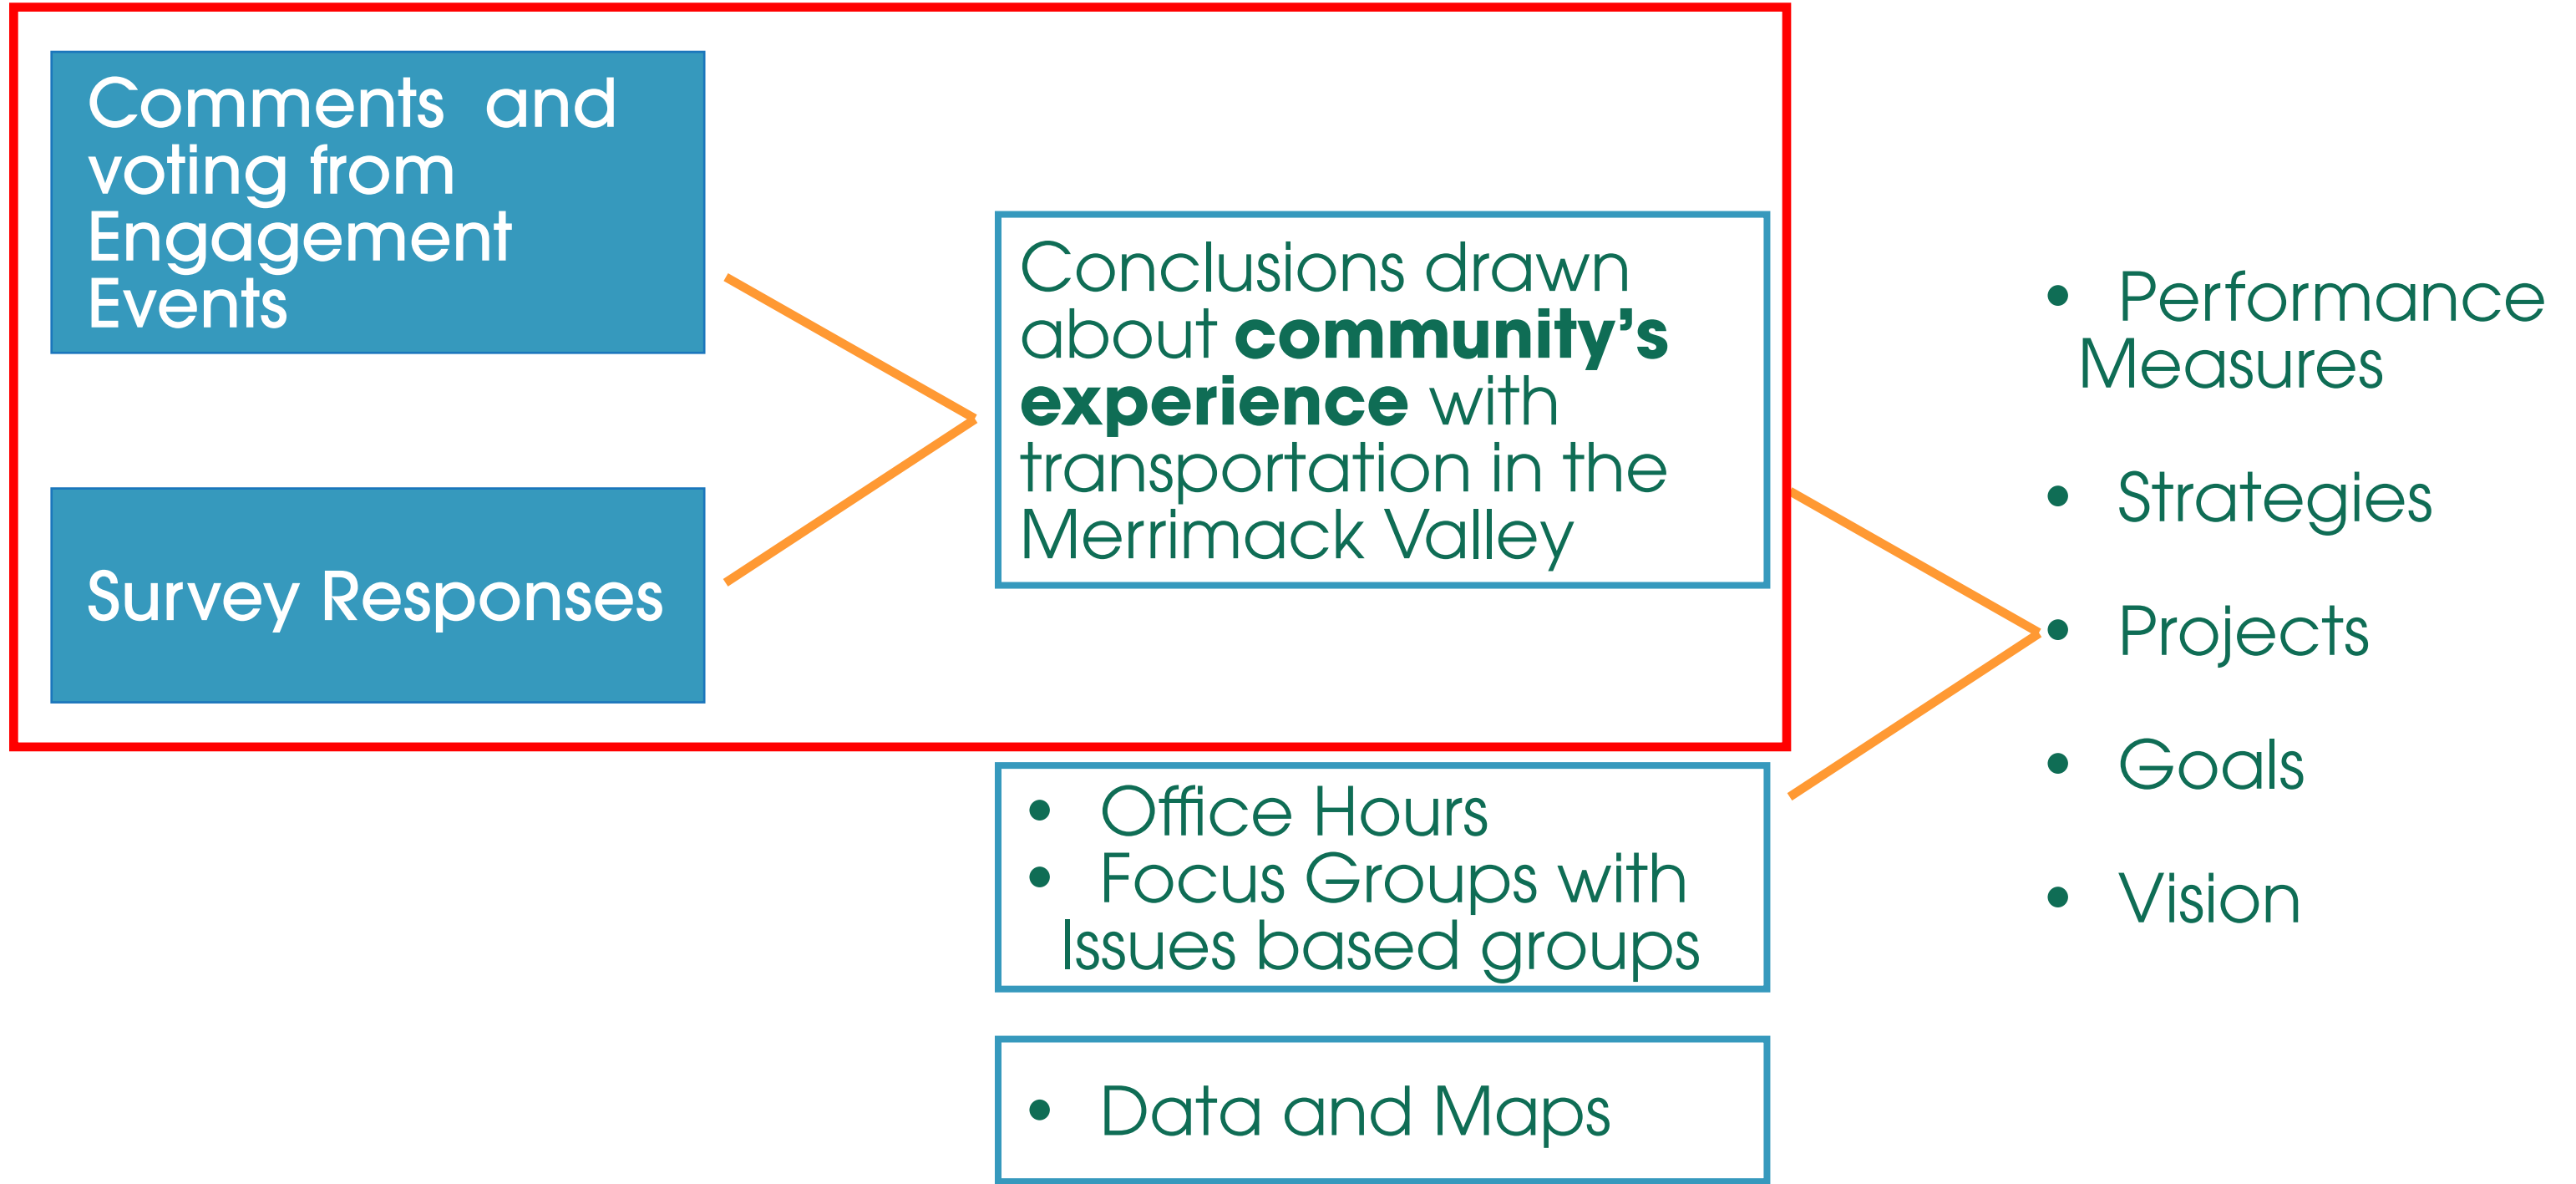 Comments and
voting from
Engagement
Events
Survey Responses
Conclusions drawn
about community’s
experience with
transportation in the
Merrimack Valley
• Office Hours
• Focus Groups with
Issues based groups
• Data and Maps
• Performance
Measures
• Strategies
• Projects
• Goals
• Vision